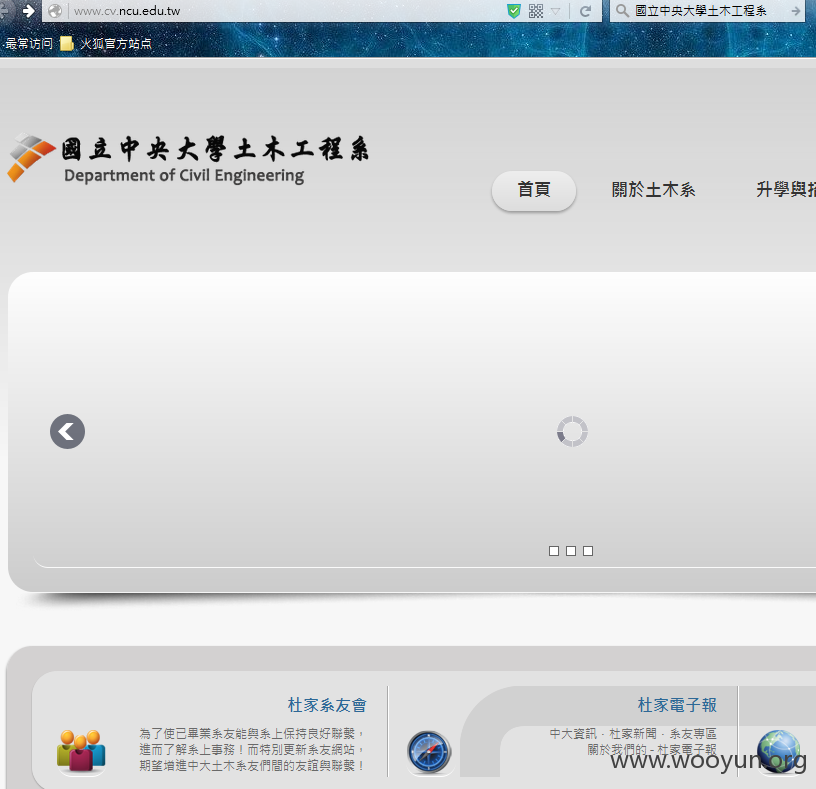 www.cv.ncu.edu.tw
國立中央大學土木工程系
最常访问
火狐官方站点
國立中央大學土木工程系
Department of Civil Engineering
首頁
關於土木系
升學與招
杜家系友會
為了使已畢業系友能與系上保持良好聯繫，
進而了解系上事務！而特別更新系友網站，
期望增進中大土木系友們間的友誼與聯繫！
杜家電子報
中大資訊．杜家新聞．系友專區
關於我們的 - 杜家電子報
www.wooyun.org